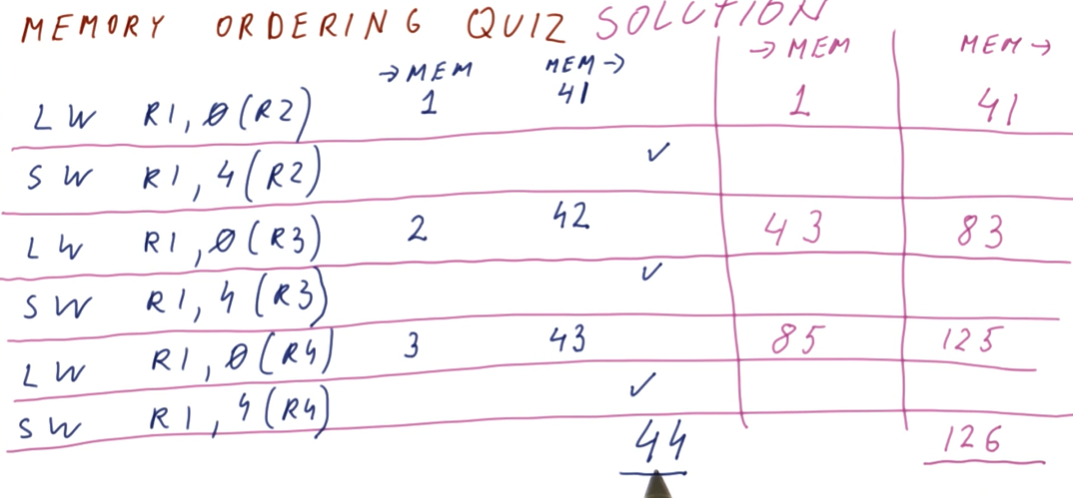 MEMORY ORDERING QUIZ SOLUTION
→MEM MEM→ →MEM MEM→
LW R1, 0(R2) 1 41 1 41
SW R1, 4(R2) ✓
LW R1, 0(R3) 2 42 43 83
SW R1, 4(R3) ✓
LW R1, 0(R4) 3 43 85 125
SW R1, 4(R4) ✓
44 126